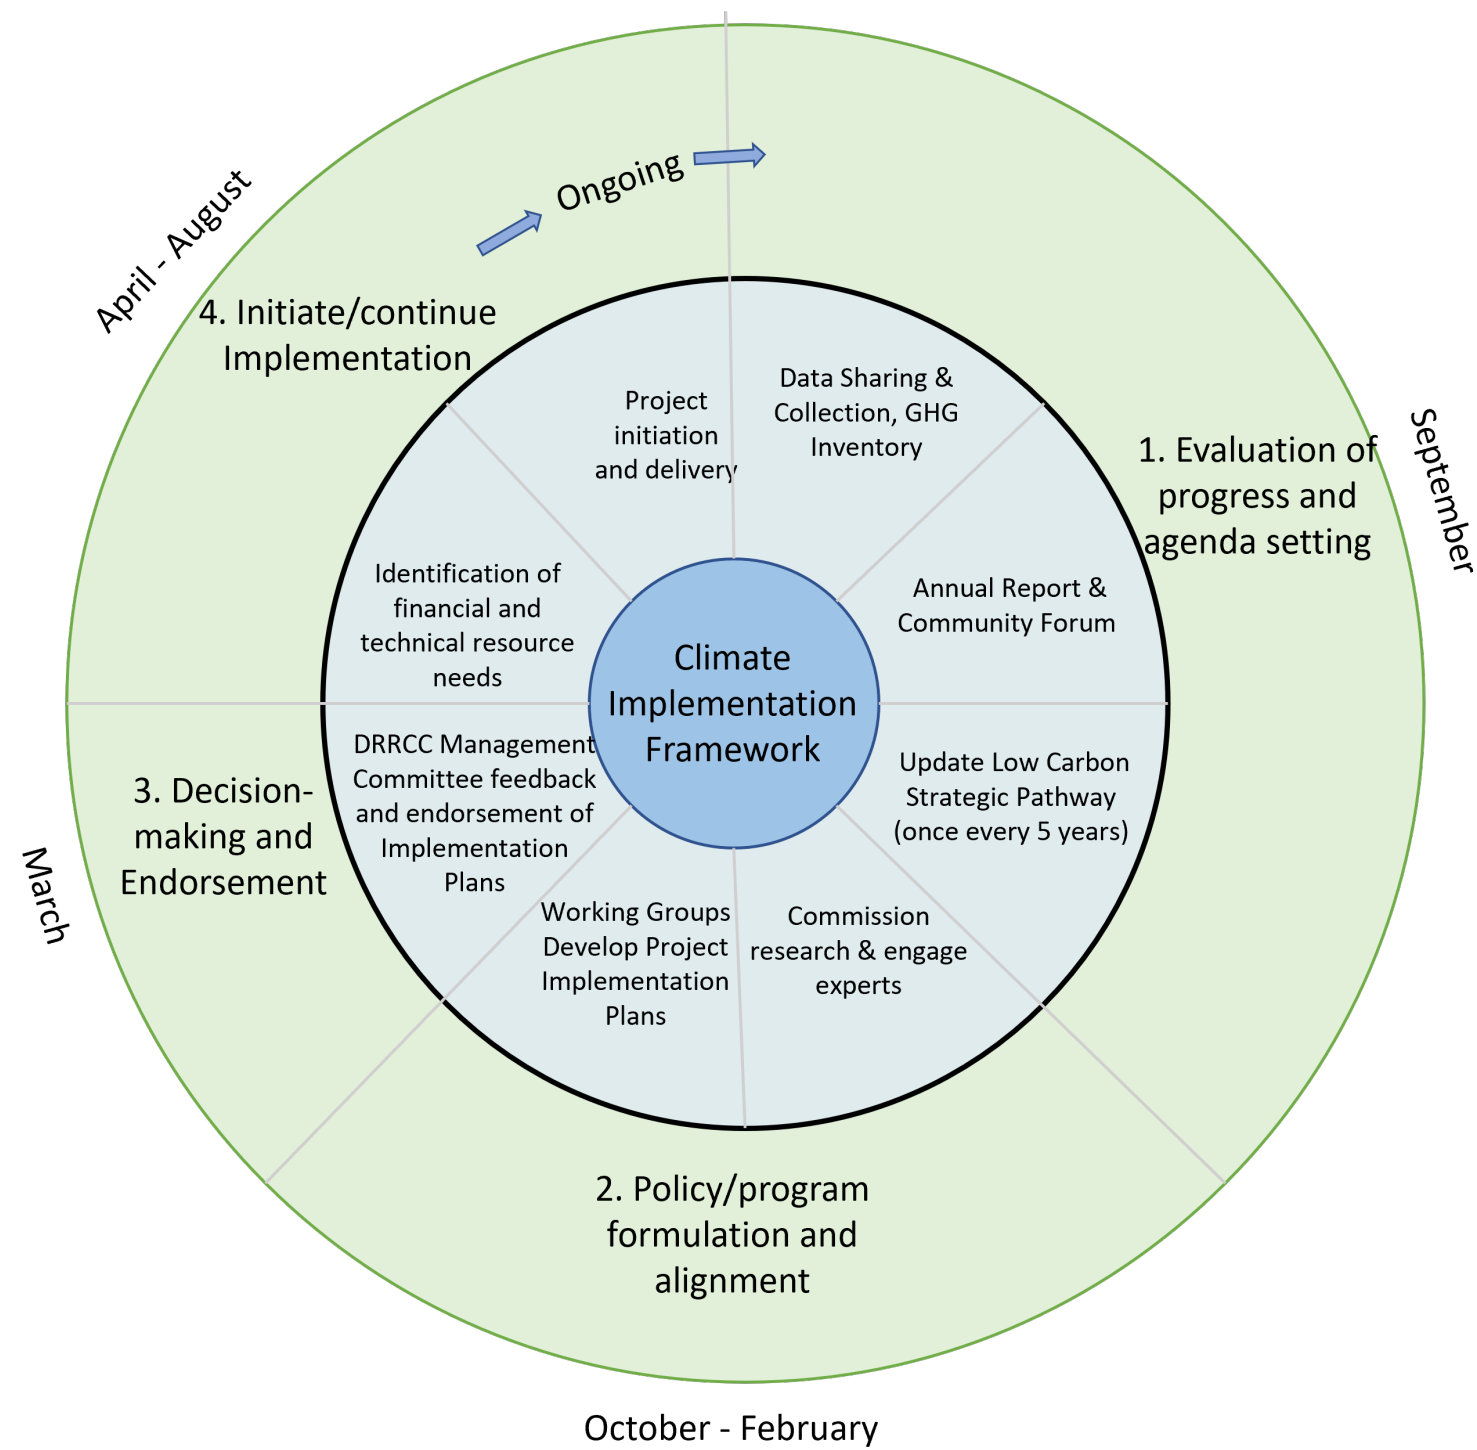 Ongoing
April - August
4. Initiate/continue
Implementation
September
1. Evaluation of
progress and
agenda setting
Project
initiation
and delivery
Data Sharing &
Collection, GHG
Inventory
Annual Report &
Community Forum
Identification of
financial and
technical resource
needs
Climate
Implementation
Framework
DRRCC Management
Committee feedback
and endorsement of
Implementation
Plans
Update Low Carbon
Strategic Pathway
(once every 5 years)
3. Decision-
making and
Endorsement
March
Working Groups
Develop Project
Implementation
Plans
Commission
research & engage
experts
2. Policy/program
formulation and
alignment
October - February